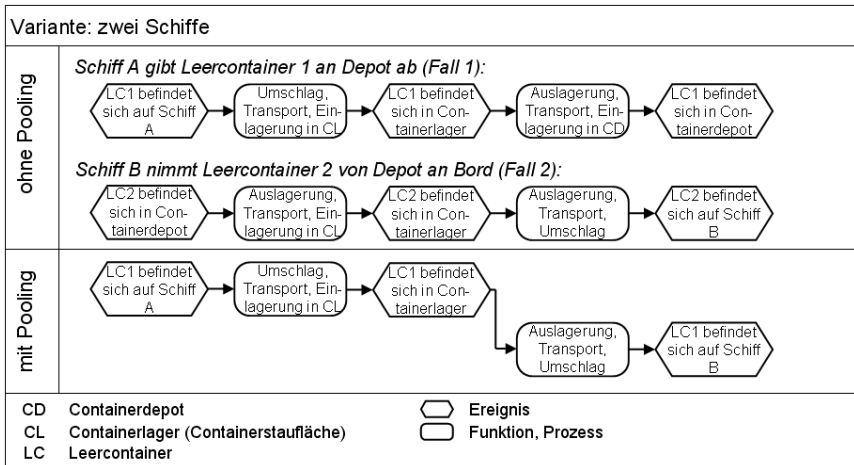 Variante: zwei Schiffe
ohne Pooling
Schiff A gibt Leercontainer 1 an Depot ab (Fall 1):
LC1 befindet
sich auf Schiff
A
Umschlag,
Transport, Ein-
lagerung in CL
LC1 befindet
sich in Con-
tainerlager
Auslagerung,
Transport, Ein-
lagerung in CD
LC1 befindet
sich in Con-
tainerdepot
Schiff B nimmt Leercontainer 2 von Depot an Bord (Fall 2):
LC2 befindet
sich in Con-
tainerdepot
Auslagerung,
Transport, Ein-
lagerung in CL
LC2 befindet
sich in Con-
tainerlager
Auslagerung,
Transport,
Umschlag
LC2 befindet
sich auf Schiff
B
mit Pooling
LC1 befindet
sich auf Schiff
A
Umschlag,
Transport, Ein-
lagerung in CL
LC1 befindet
sich in Con-
tainerlager
Auslagerung,
Transport,
Umschlag
LC1 befindet
sich auf Schiff
B
CD Containerdepot
CL Containerlager (Containerstaufläche)
LC Leercontainer
Ereignis
Funktion, Prozess